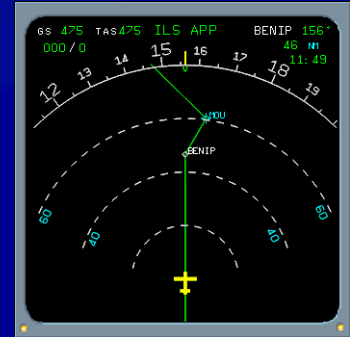 GS 475 TAS475 ILS APP BENIP 156°
000/0 46 NM
11:49
12 13 14 15 16 17 18 19
MOU
BENIP
60 60
40 40